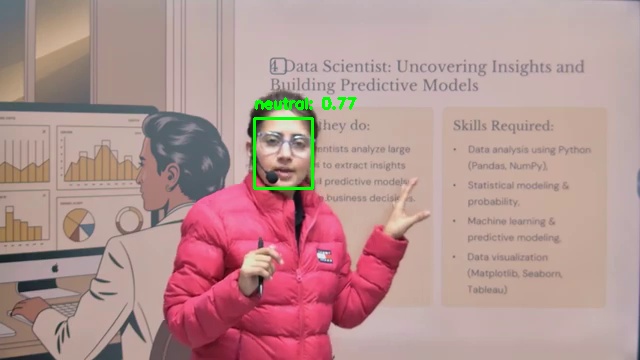 4 Data Scientist: Uncovering Insights and
Building Predictive Models
neutral: 0.77
they do:
analyze large
to extract insights
predictive models
business decisions.
Skills Required:
• Data analysis using Python
(Pandas, NumPy),
• Statistical modeling &
probability,
• Machine learning &
predictive modeling,
• Data visualization
(Matplotlib, Seaborn,
Tableau)